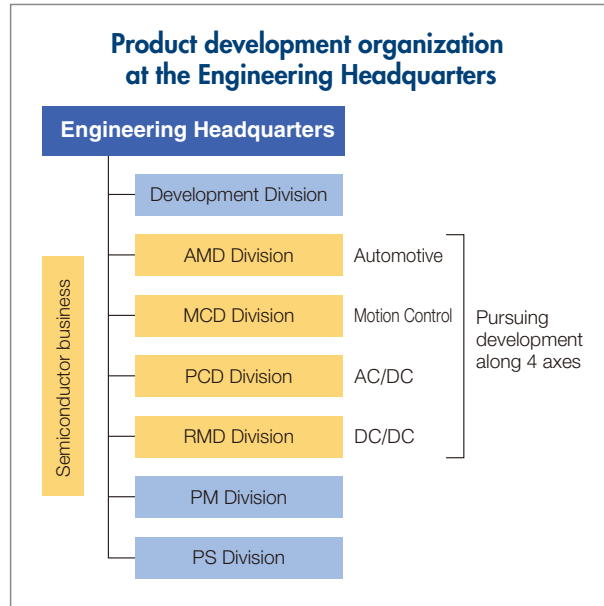 Product development organization
at the Engineering Headquarters
Engineering Headquarters
Development Division
Semiconductor business
AMD Division
Automotive
MCD Division
Motion Control
PCD Division
AC/DC
RMD Division
DC/DC
Pursuing
development
along 4 axes
PM Division
PS Division